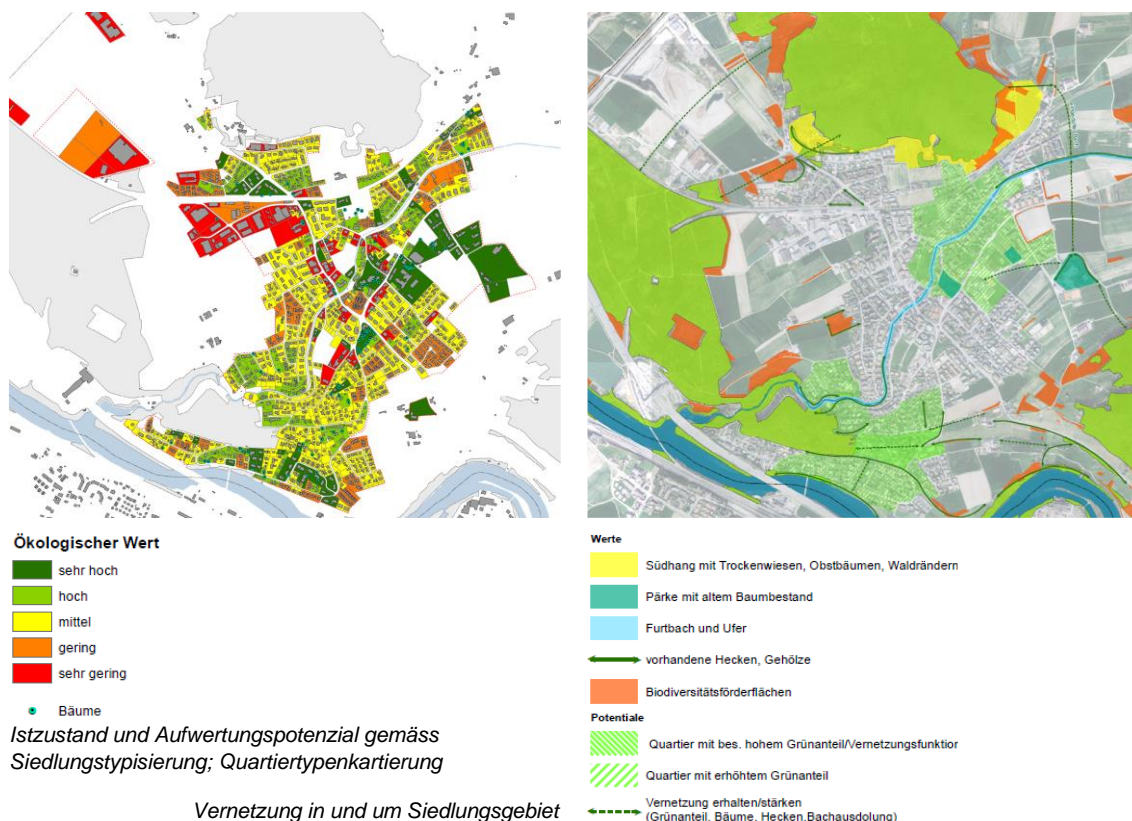 Ökologischer Wert
sehr hoch
hoch
mittel
gering
sehr gering
Bäume
Istzustand und Aufwertungspotenzial gemäss
Siedlungstypisierung; Quartiertypenkartierung
Vernetzung in und um Siedlungsgebiet
Werte
Südhang mit Trockenwiesen, Obstbäumen, Waldrändern
Pärke mit altem Baumbestand
Furtbach und Ufer
vorhandene Hecken, Gehölze
Biodiversitätsförderflächen
Potentiale
Quartier mit bes. hohem Grünanteil/Vernetzungsfunktior
Quartier mit erhöhtem Grünanteil
Vernetzung erhalten/stärken
(Grünanteil, Bäume, Hecken,Bachausdolung)